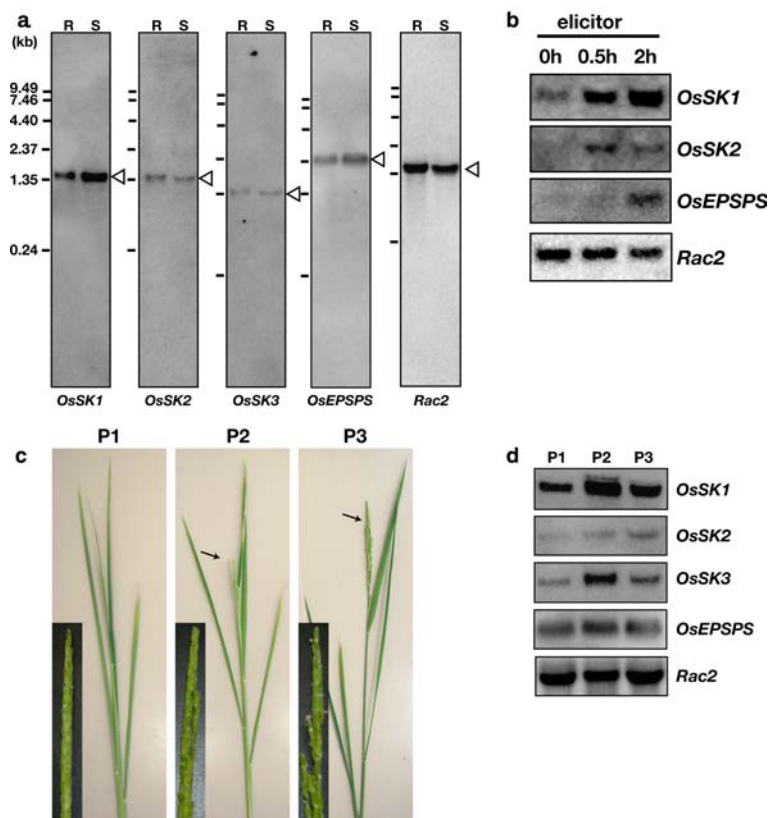 a
R S R S R S R S R S
(kb)
9.49
7.46
4.40
2.37
1.35
0.24
OsSK1 OsSK2 OsSK3 OsEPSPS Rac2
b
elicitor
0h 0.5h 2h
OsSK1
OsSK2
OsEPSPS
Rac2
c
P1 P2 P3
d
P1 P2 P3
OsSK1
OsSK2
OsSK3
OsEPSPS
Rac2